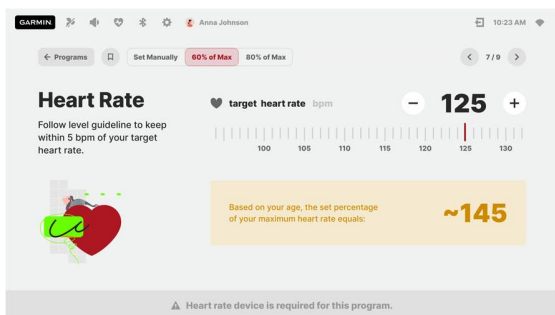 GARMIN Anna Johnson 10:23 AM
← Programs Set Manually 60% of Max 80% of Max < 7/9 >
Heart Rate
Follow level guideline to keep
within 5 bpm of your target
heart rate.
target heart rate bpm
− 125 +
100 105 110 115 120 125 130
Based on your age, the set percentage
of your maximum heart rate equals:
~145
Heart rate device is required for this program.